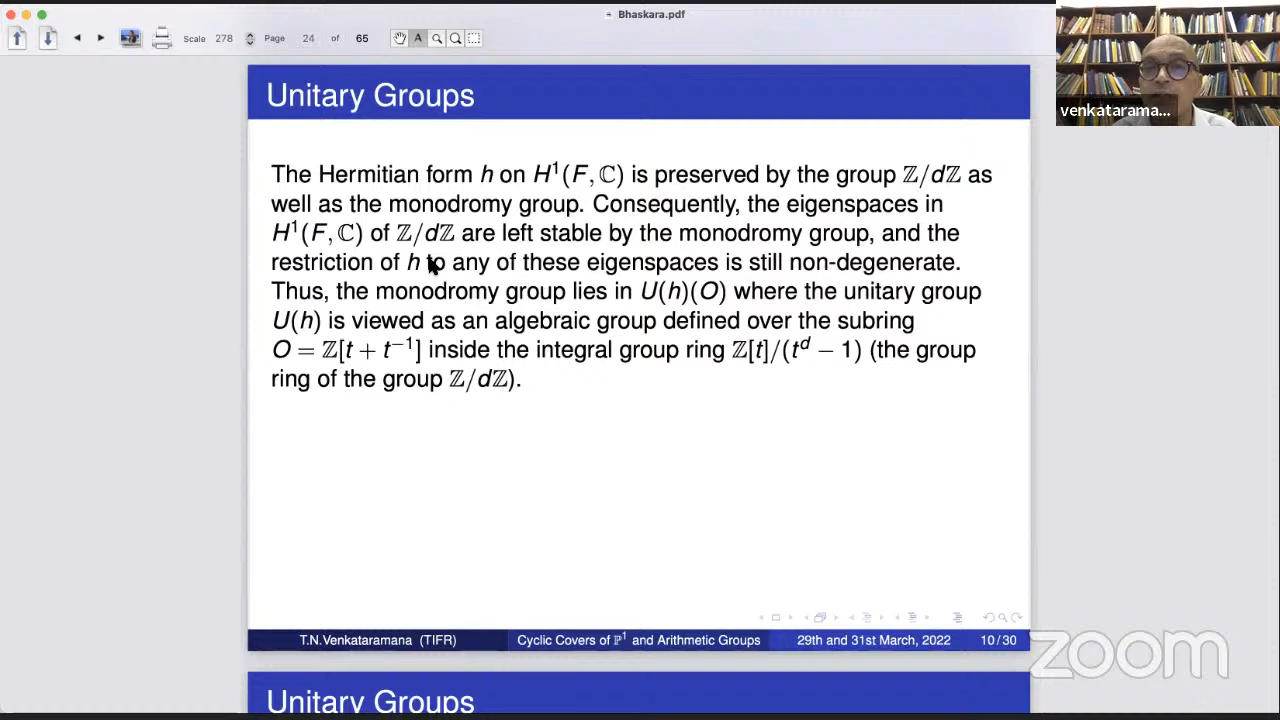 Bhaskara.pdf
Scale 278 Page 24 of 65
venkatarama...
Unitary Groups
The Hermitian form h on H¹(F, ℂ) is preserved by the group ℤ/dℤ as
well as the monodromy group. Consequently, the eigenspaces in
H¹(F, ℂ) of ℤ/dℤ are left stable by the monodromy group, and the
restriction of h to any of these eigenspaces is still non-degenerate.
Thus, the monodromy group lies in U(h)(O) where the unitary group
U(h) is viewed as an algebraic group defined over the subring
O = ℤ[t + t⁻¹] inside the integral group ring ℤ[t]/(tᵈ − 1) (the group
ring of the group ℤ/dℤ).
T.N.Venkataramana (TIFR) Cyclic Covers of ℙ¹ and Arithmetic Groups 29th and 31st March, 2022 10 / 30
zoom
Unitary Groups